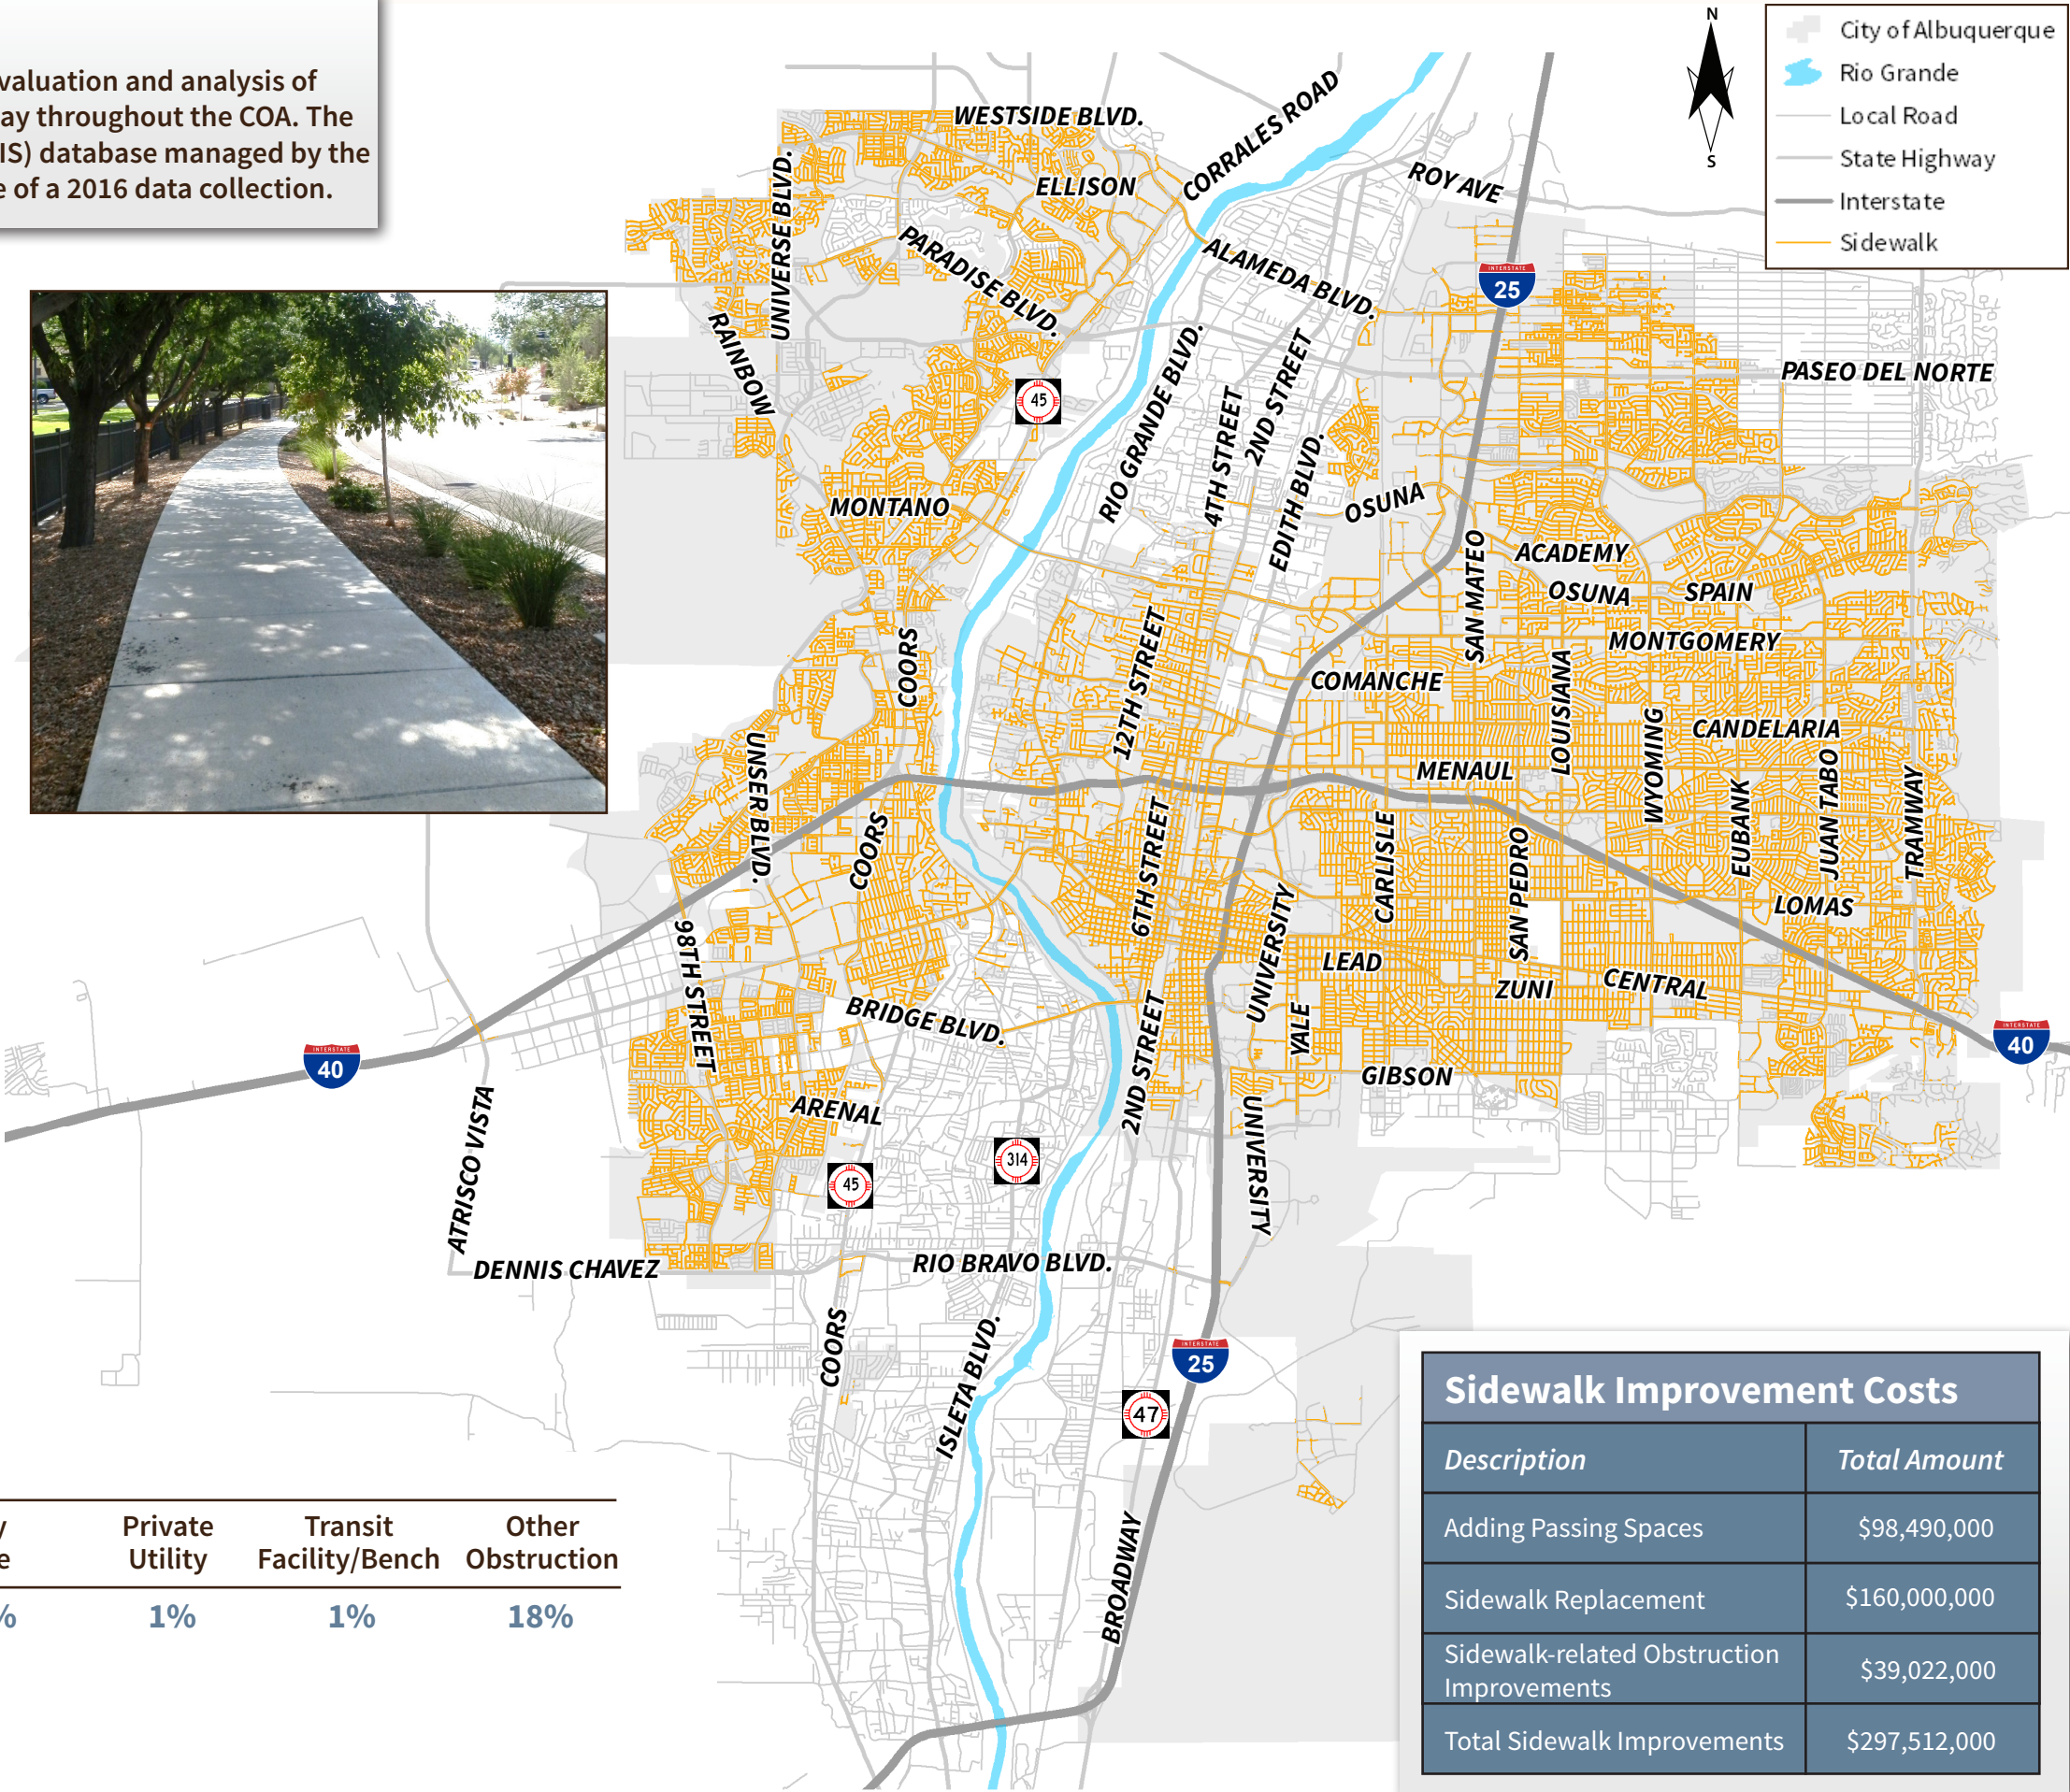 valuation and analysis of
ay throughout the COA. The
IS) database managed by the
e of a 2016 data collection.
N
S
City of Albuquerque
Rio Grande
Local Road
State Highway
Interstate
Sidewalk
WESTSIDE BLVD.
CORRALES ROAD
ELLISON
ROY AVE
UNIVERSE BLVD.
PARADISE BLVD.
ALAMEDA BLVD.
INTERSTATE
25
RAINBOW
45
RIO GRANDE BLVD.
4TH STREET
2ND STREET
EDITH BLVD.
PASEO DEL NORTE
MONTANO
OSUNA
SAN MATEO
ACADEMY
OSUNA
SPAIN
COORS
12TH STREET
MONTGOMERY
COMANCHE
LOUISIANA
WYOMING
CANDELARIA
UNSER BLVD.
MENAUL
EUBANK
JUAN TABO
TRAMWAY
COORS
6TH STREET
CARLISLE
SAN PEDRO
LOMAS
98TH STREET
UNIVERSITY
LEAD
ZUNI
CENTRAL
BRIDGE BLVD.
2ND STREET
YALE
INTERSTATE
40
INTERSTATE
40
GIBSON
ARENAL
ATRISCO VISTA
314
45
UNIVERSITY
DENNIS CHAVEZ
RIO BRAVO BLVD.
COORS
ISLETA BLVD.
INTERSTATE
25
47
BROADWAY
y Private Transit Other
e Utility Facility/Bench Obstruction
% 1% 1% 18%
Sidewalk Improvement Costs
Description Total Amount
Adding Passing Spaces $98,490,000
Sidewalk Replacement $160,000,000
Sidewalk-related Obstruction
Improvements $39,022,000
Total Sidewalk Improvements $297,512,000